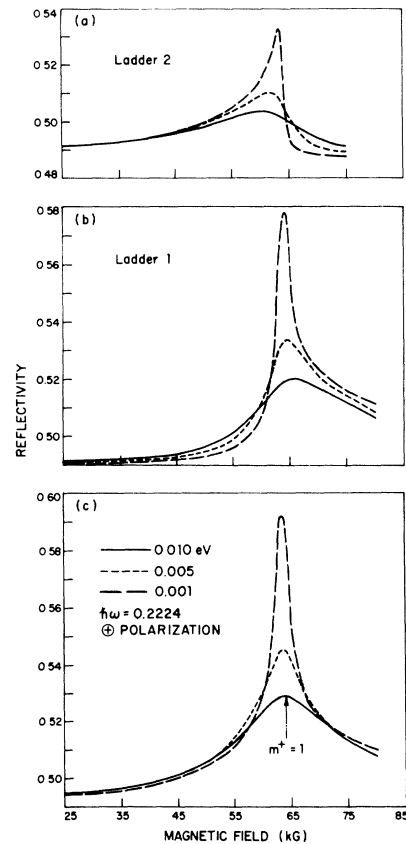 (a)
Ladder 2
0.54
0.52
0.50
0.48
(b)
Ladder 1
0.58
0.56
0.54
0.52
0.50
REFLECTIVITY
(c)
0.60
0.58
0.56
0.54
0.52
0.50
0.010 eV
0.005
0.001
ħω = 0.2224
⊕ POLARIZATION
m⁺ = 1
25 35 45 55 65 75 80 85
MAGNETIC FIELD (kG)